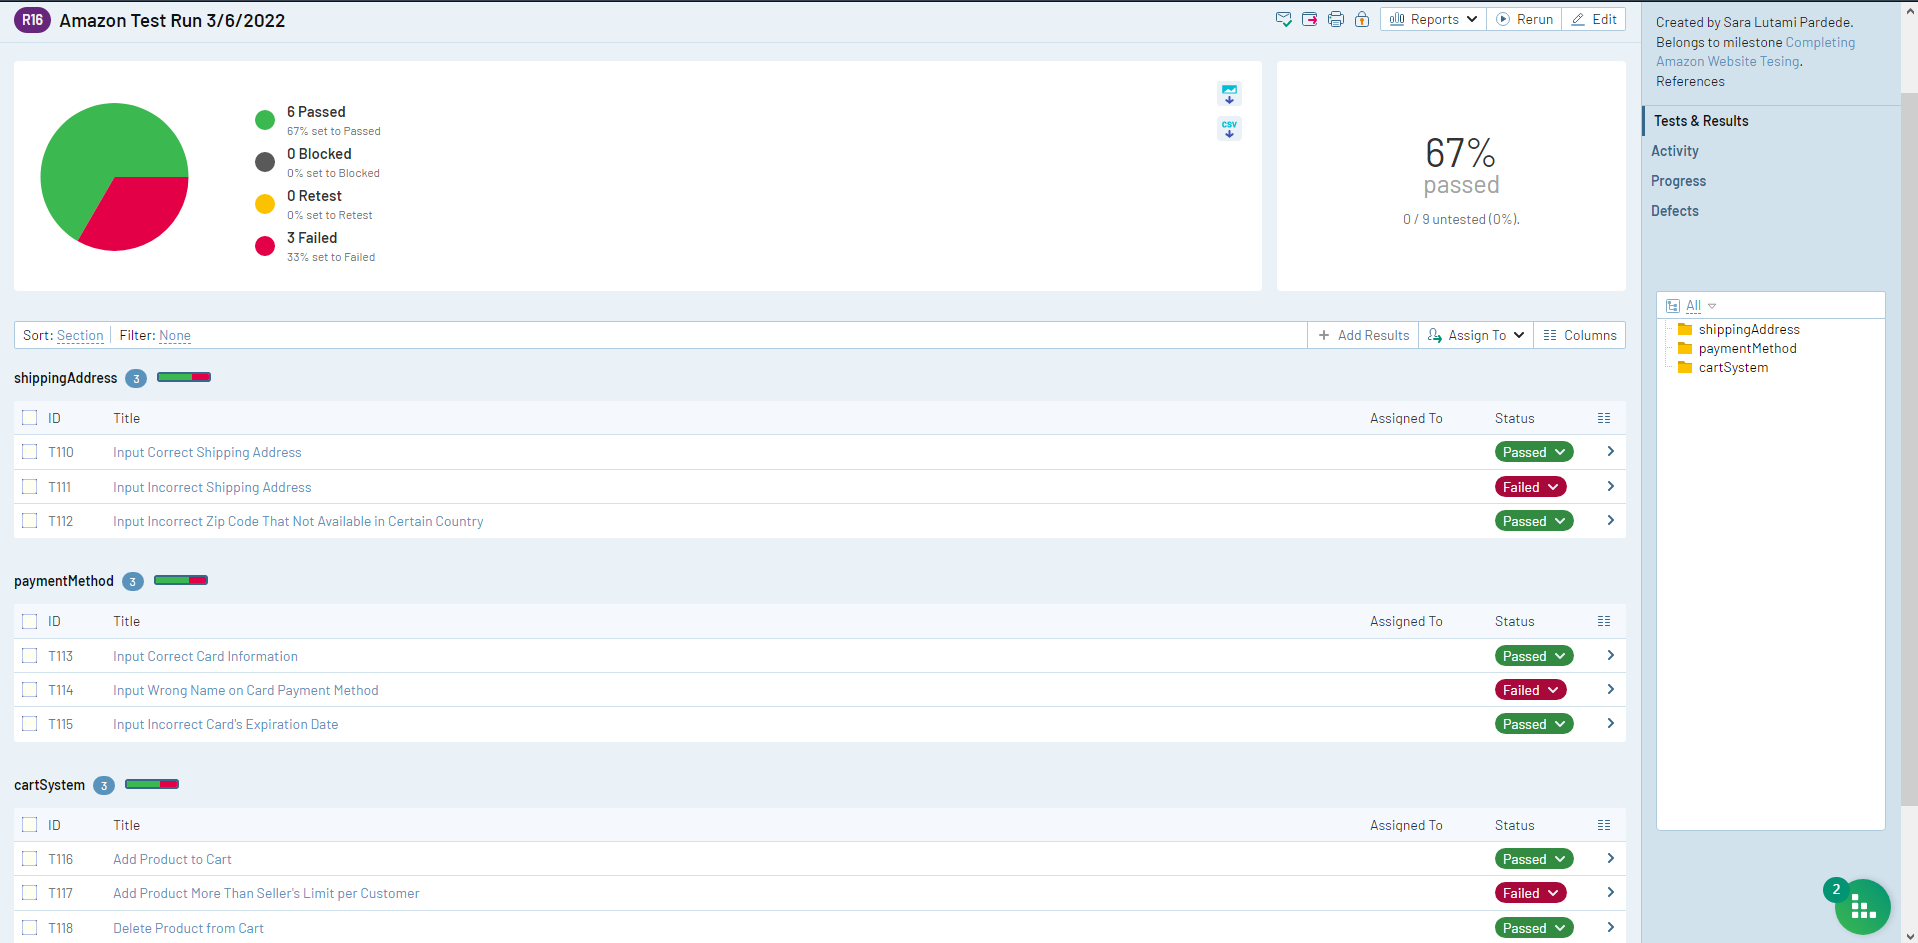 R16 Amazon Test Run 3/6/2022
Reports Rerun Edit
6 Passed
67% set to Passed
0 Blocked
0% set to Blocked
0 Retest
0% set to Retest
3 Failed
33% set to Failed
CSV
67%
passed
0 / 9 untested (0%).
Sort: Section Filter: None
Add Results Assign To Columns
shippingAddress 3
ID Title Assigned To Status
T110 Input Correct Shipping Address Passed
T111 Input Incorrect Shipping Address Failed
T112 Input Incorrect Zip Code That Not Available in Certain Country Passed
paymentMethod 3
ID Title Assigned To Status
T113 Input Correct Card Information Passed
T114 Input Wrong Name on Card Payment Method Failed
T115 Input Incorrect Card's Expiration Date Passed
cartSystem 3
ID Title Assigned To Status
T116 Add Product to Cart Passed
T117 Add Product More Than Seller's Limit per Customer Failed
T118 Delete Product from Cart Passed
Created by Sara Lutami Pardede.
Belongs to milestone Completing
Amazon Website Tesing.
References
Tests & Results
Activity
Progress
Defects
All
shippingAddress
paymentMethod
cartSystem
2